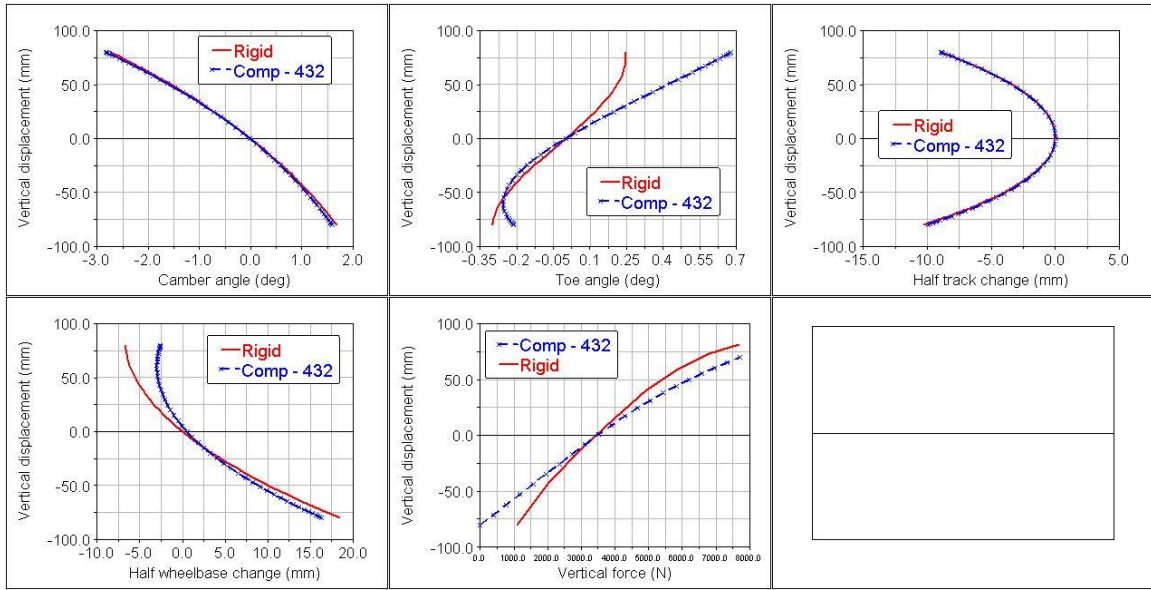 100.0
50.0
0.0
-50.0
-100.0
Vertical displacement (mm)
Rigid
Comp - 432
-3.0 -2.0 -1.0 0.0 1.0 2.0
Camber angle (deg)
100.0
50.0
0.0
-50.0
-100.0
Vertical displacement (mm)
Rigid
Comp - 432
-0.35 -0.2 -0.05 0.1 0.25 0.4 0.55 0.7
Toe angle (deg)
100.0
50.0
0.0
-50.0
-100.0
Vertical displacement (mm)
Rigid
Comp - 432
-15.0 -10.0 -5.0 0.0 5.0
Half track change (mm)
100.0
50.0
0.0
-50.0
-100.0
Vertical displacement (mm)
Rigid
Comp - 432
-10.0 -5.0 0.0 5.0 10.0 15.0 20.0
Half wheelbase change (mm)
100.0
50.0
0.0
-50.0
-100.0
Vertical displacement (mm)
Comp - 432
Rigid
0.0 1000.0 2000.0 3000.0 4000.0 5000.0 6000.0 7000.0 8000.0
Vertical force (N)